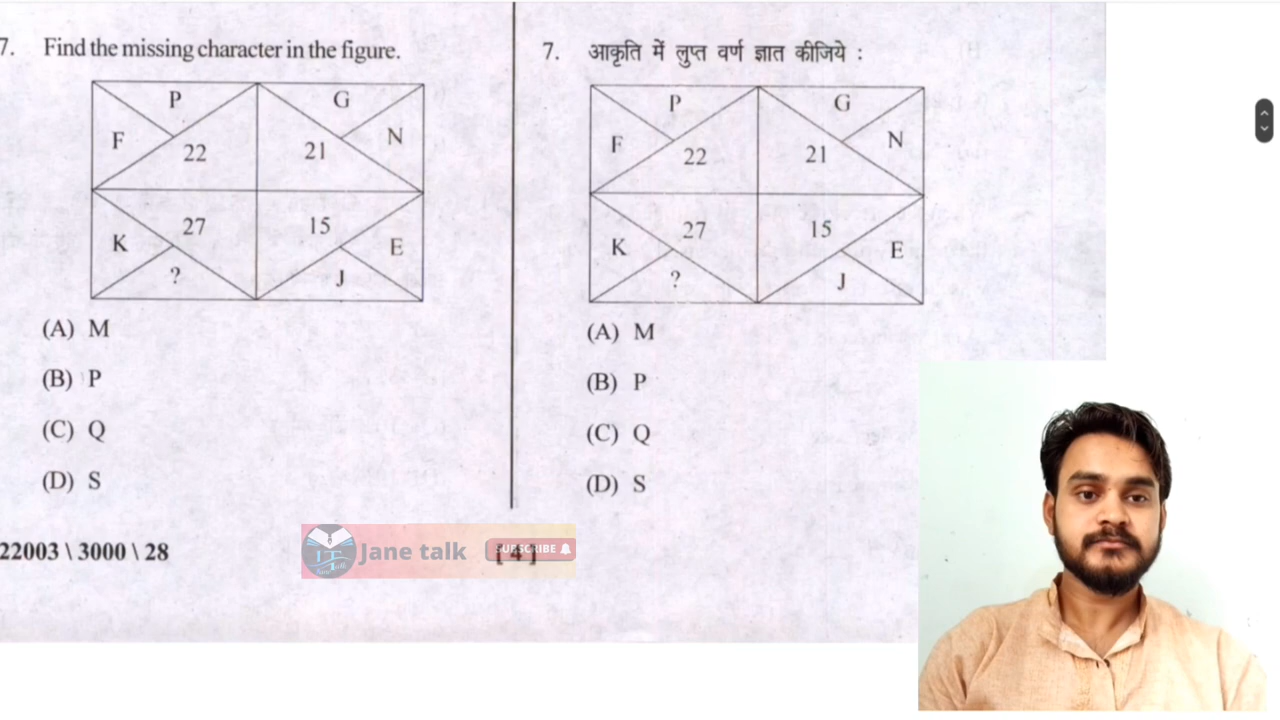 7. Find the missing character in the figure.
P G
F N
22 21
27 15
K E
? J
(A) M
(B) P
(C) Q
(D) S
22003 \ 3000 \ 28
7. आकृति में लुप्त वर्ण ज्ञात कीजिये :
P G
F N
22 21
27 15
K E
? J
(A) M
(B) P
(C) Q
(D) S
Jane talk SUBSCRIBE
[ 4 ]